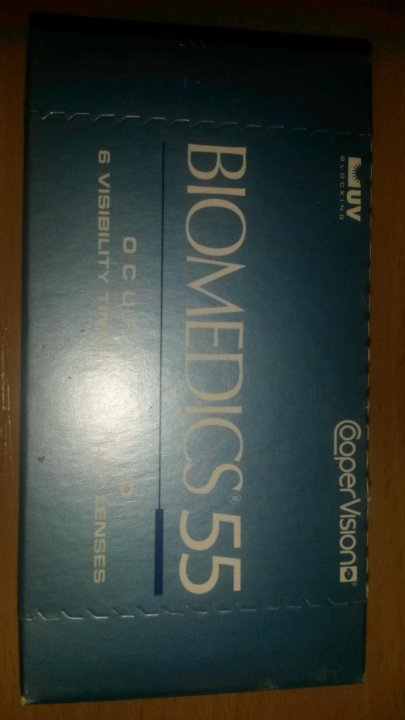 UV
BLOCKING
CooperVision®
BIOMEDICS® 55
6 VISIBILITY LENSES